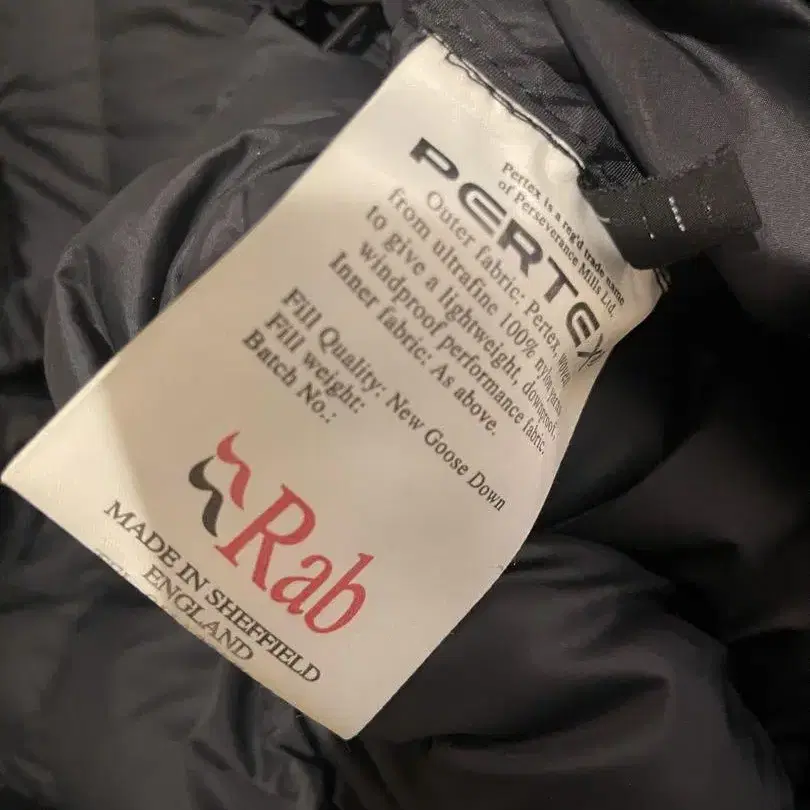 PERTEX
Pertex is a reg'd trade name
of Perseverance Mills Ltd.
Outer fabric: Pertex, woven
from ultrafine 100% nylon yarns
to give a lightweight, downproof,
windproof performance fabric.
Inner fabric: As above.
Fill Quality: New Goose Down
Fill weight:
Batch No.:
Rab
MADE IN SHEFFIELD
ENGLAND